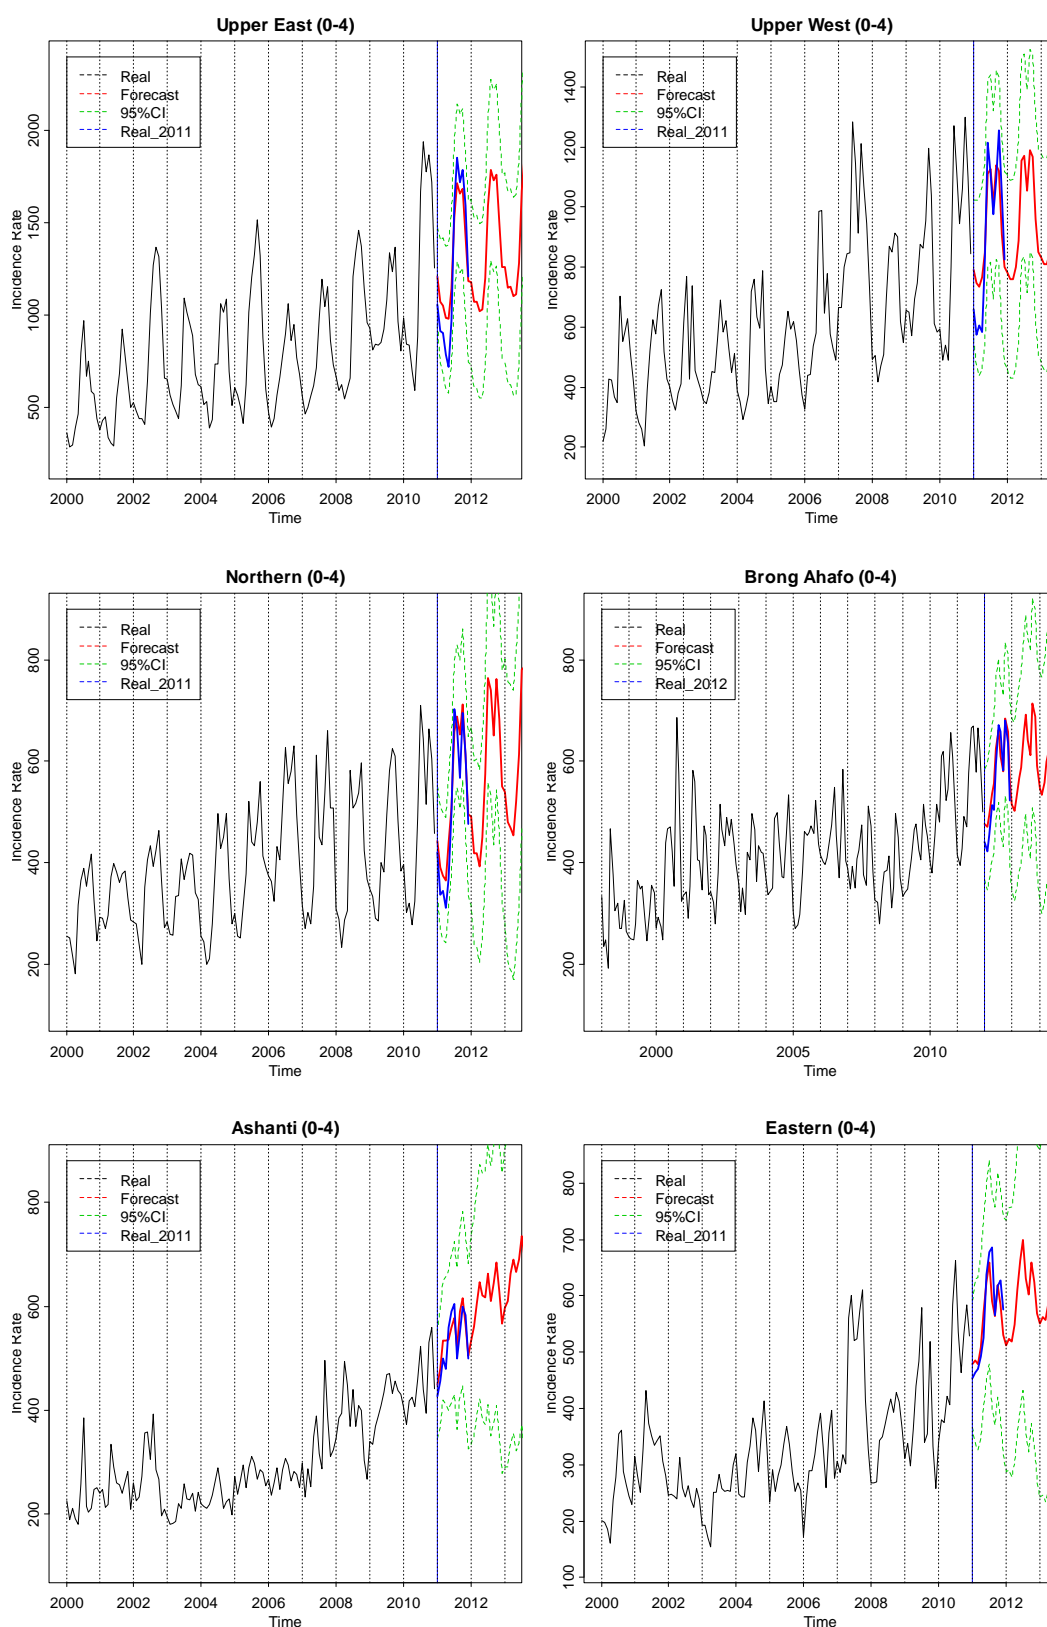 Upper East (0-4)
Incidence Rate
500 1000 1500 2000
Real
Forecast
95%CI
Real_2011
2000 2002 2004 2006 2008 2010 2012
Time
Upper West (0-4)
Incidence Rate
200 400 600 800 1000 1200 1400
Real
Forecast
95%CI
Real_2011
2000 2002 2004 2006 2008 2010 2012
Time
Northern (0-4)
Incidence Rate
200 400 600 800
Real
Forecast
95%CI
Real_2011
2000 2002 2004 2006 2008 2010 2012
Time
Brong Ahafo (0-4)
Incidence Rate
200 400 600 800
Real
Forecast
95%CI
Real_2012
2000 2005 2010
Time
Ashanti (0-4)
Incidence Rate
200 400 600 800
Real
Forecast
95%CI
Real_2011
2000 2002 2004 2006 2008 2010 2012
Time
Eastern (0-4)
Incidence Rate
100 200 300 400 500 600 700 800
Real
Forecast
95%CI
Real_2011
2000 2002 2004 2006 2008 2010 2012
Time